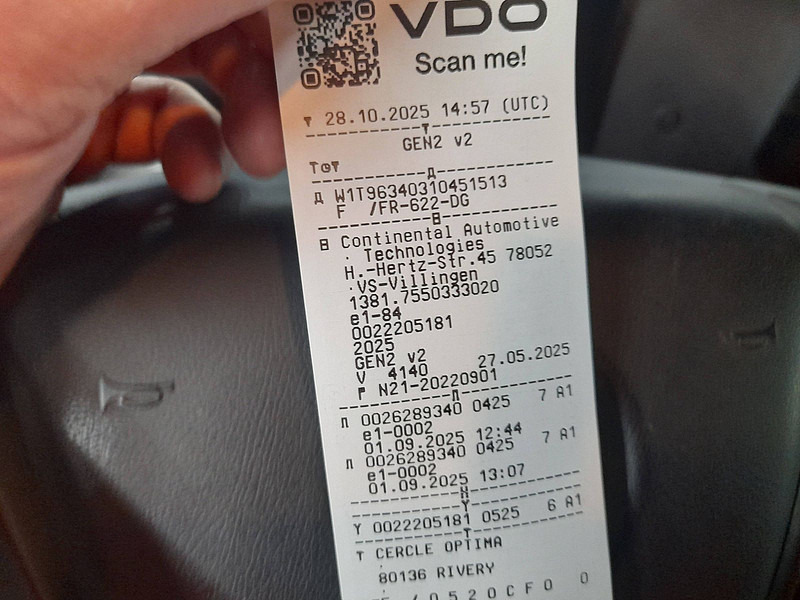 VDO
Scan me!
▼ 28.10.2025 14:57 (UTC)
GEN2 v2
Д
Д W1T96340310451513
F /FR-622-DG
B
B Continental Automotive
. Technologies
H.-Hertz-Str.45 78052
.VS-Villingen
1381.7550333020
e1-84
0022205181
2025
GEN2 v2
V 4140 27.05.2025
N21-20220901
п
п 0026289340 0425 7 A1
e1-0002
01.09.2025 12:44
п 0026289340 0425 7 A1
e1-0002
01.09.2025 13:07
Y
Y 0022205181 0525 6 A1
T
T CERCLE OPTIMA
.
80136 RIVERY